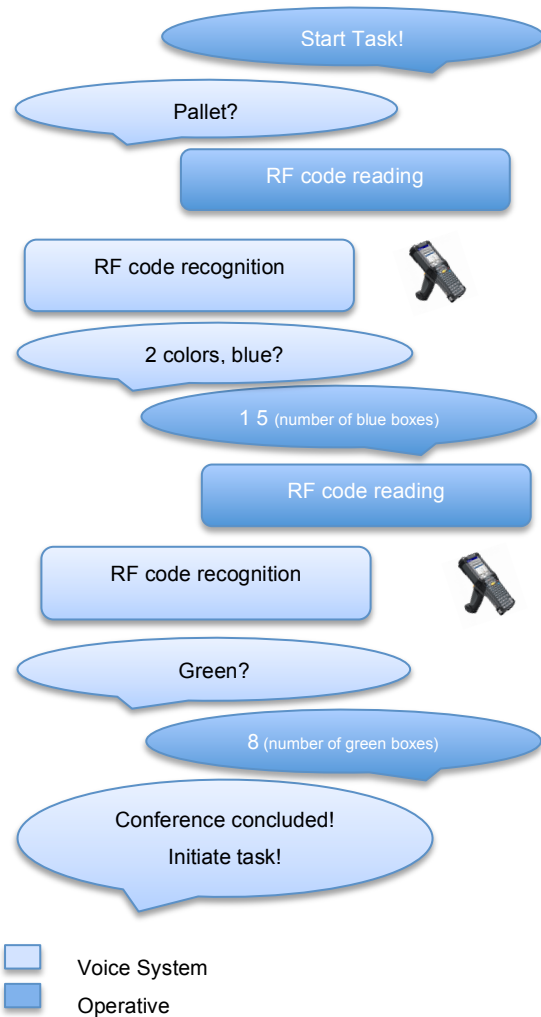 Start Task!
Pallet?
RF code reading
RF code recognition
2 colors, blue?
1 5 (number of blue boxes)
RF code reading
RF code recognition
Green?
8 (number of green boxes)
Conference concluded!
Initiate task!
Voice System
Operative